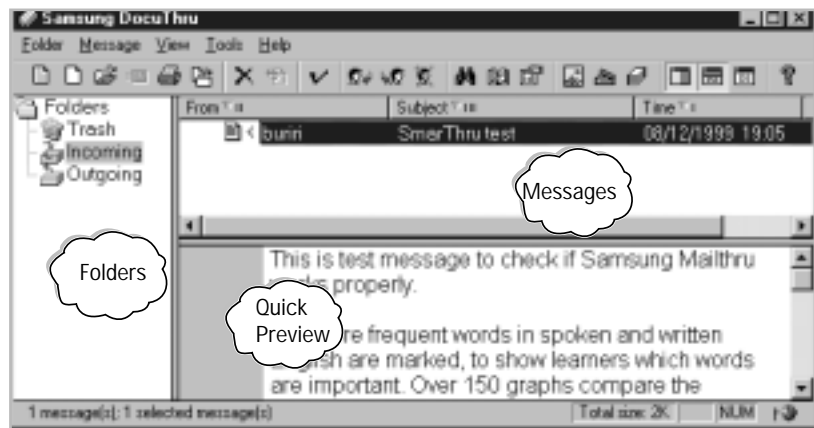 Samsung DocuThru
Folder Message View Tools Help
Folders
Trash
Incoming
Outgoing
From Subject Time
buriri SmarThru test 08/12/1999 19:05
Messages
Folders
Quick
Preview
This is test message to check if Samsung Mailthru
properly.
re frequent words in spoken and written
are marked, to show learners which words
are important. Over 150 graphs compare the
1 message(s): 1 selected message(s) Total size: 2K NUM